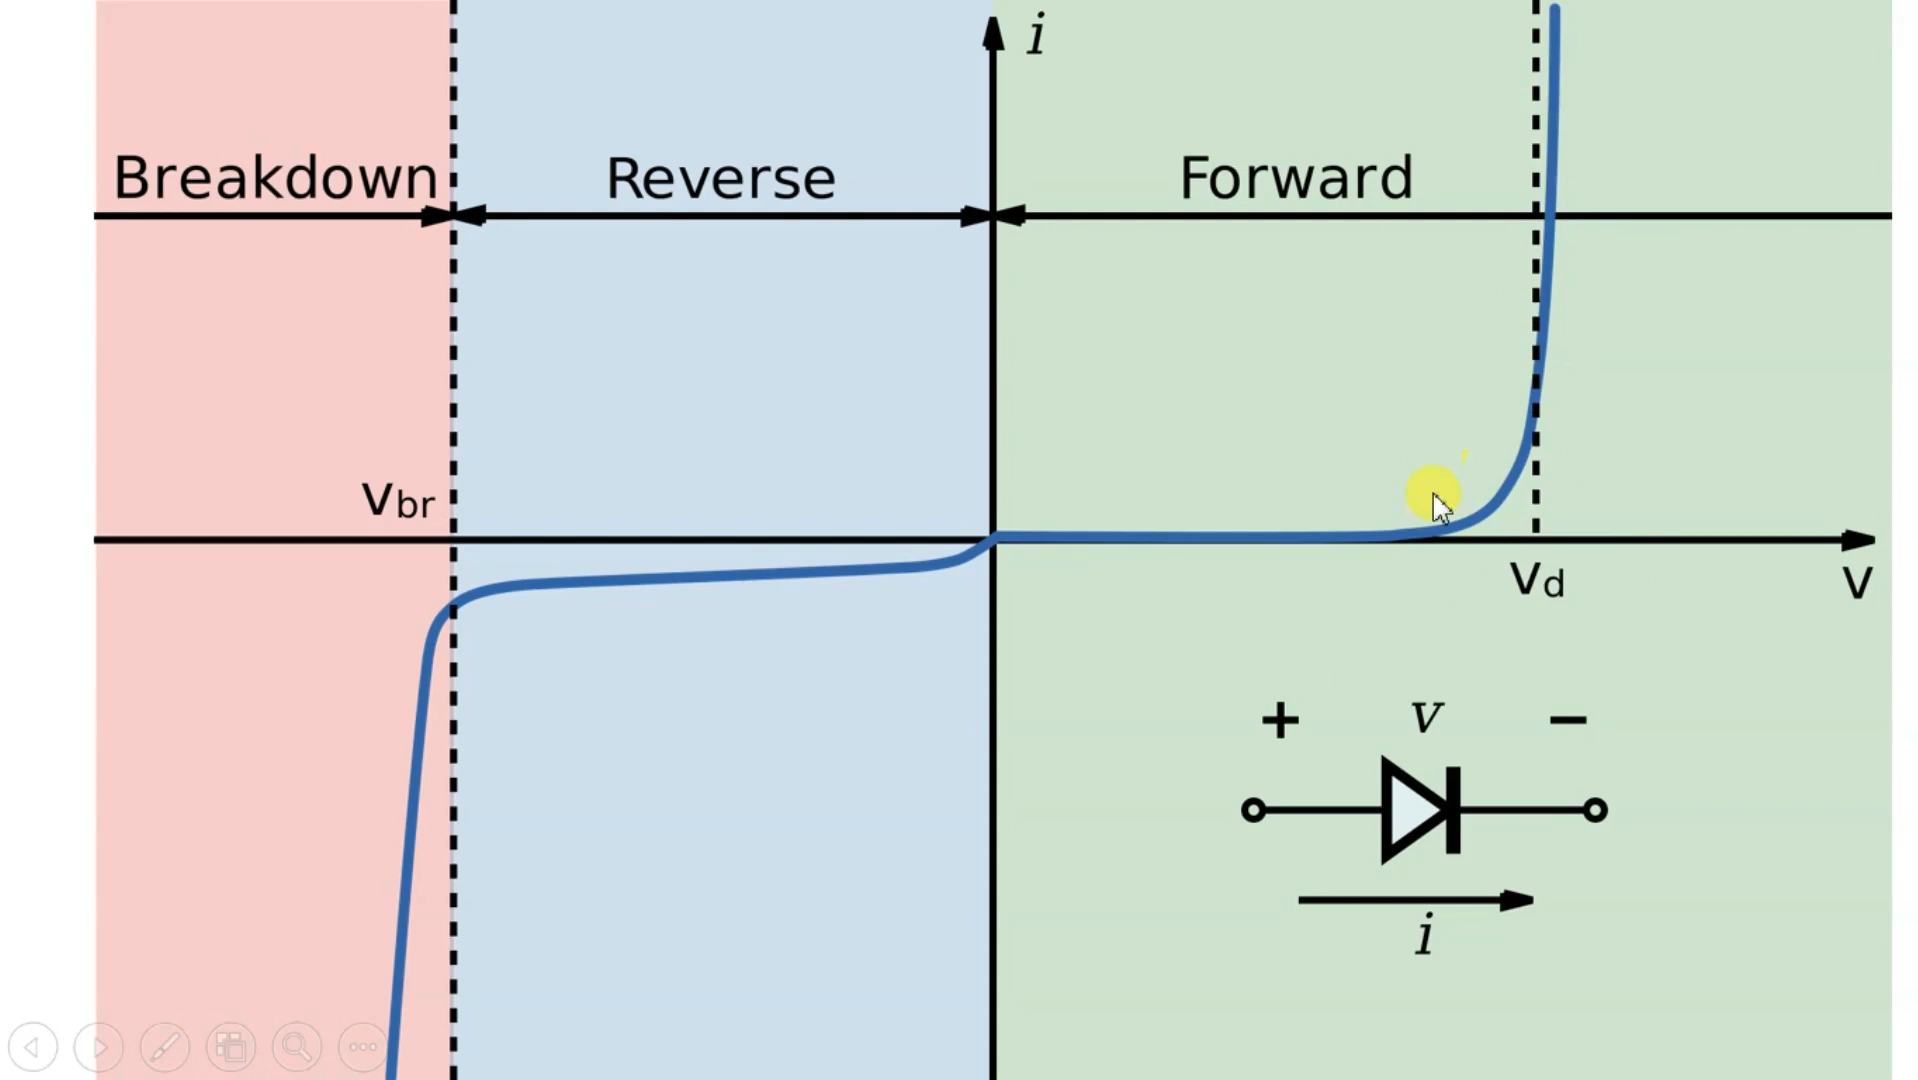 i
Breakdown
Reverse
Forward
vbr
vd
v
+ v −
i